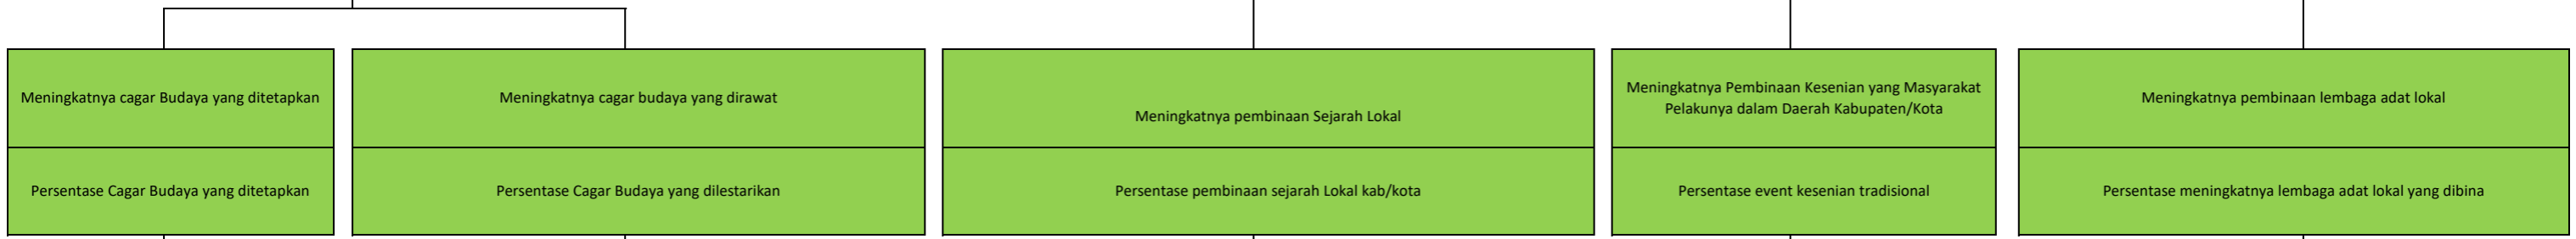 Meningkatnya cagar Budaya yang ditetapkan
Persentase Cagar Budaya yang ditetapkan
Meningkatnya cagar budaya yang dirawat
Persentase Cagar Budaya yang dilestarikan
Meningkatnya pembinaan Sejarah Lokal
Persentase pembinaan sejarah Lokal kab/kota
Meningkatnya Pembinaan Kesenian yang Masyarakat
Pelakunya dalam Daerah Kabupaten/Kota
Persentase event kesenian tradisional
Meningkatnya pembinaan lembaga adat lokal
Persentase meningkatnya lembaga adat lokal yang dibina